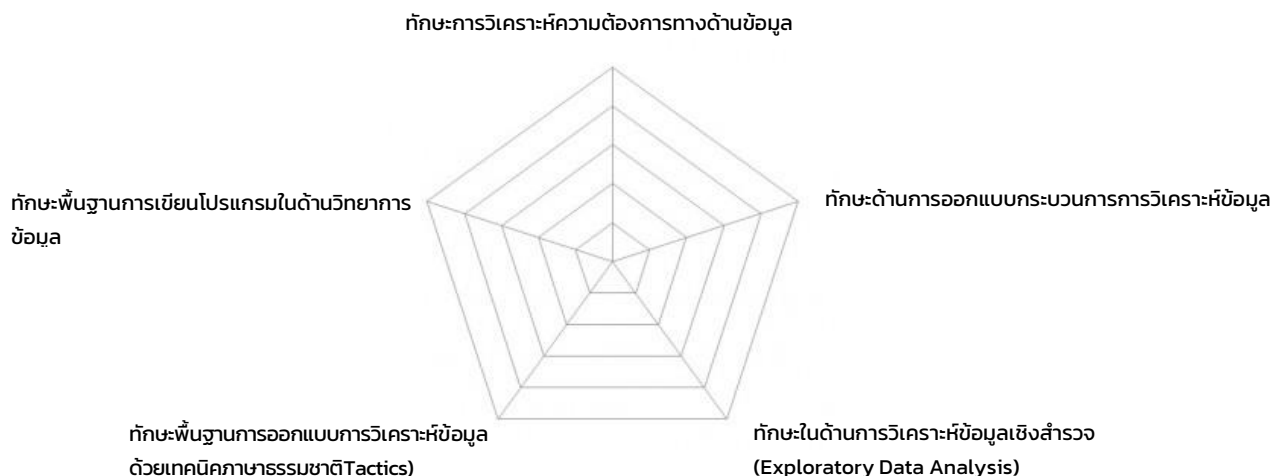 ทักษะการวิเคราะห์ความต้องการทางด้านข้อมูล
ทักษะพื้นฐานการเขียนโปรแกรมในด้านวิทยาการ
ข้อมูล
ทักษะด้านการออกแบบกระบวนการการวิเคราะห์ข้อมูล
ทักษะพื้นฐานการออกแบบการวิเคราะห์ข้อมูล
ด้วยเทคนิคภาษาธรรมชาติTactics)
ทักษะในด้านการวิเคราะห์ข้อมูลเชิงสำรวจ
(Exploratory Data Analysis)